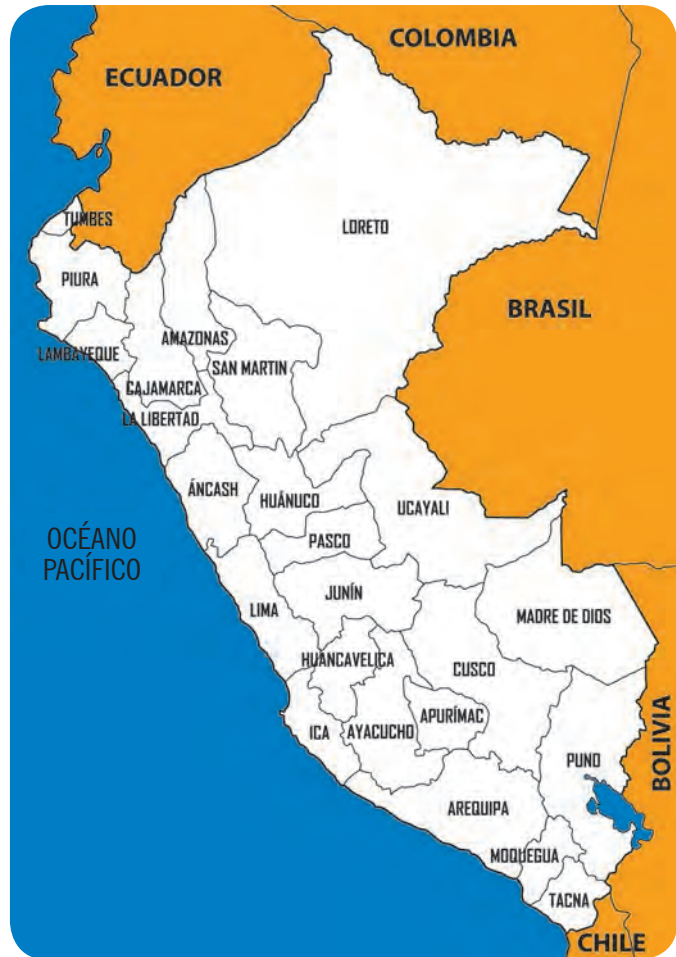 COLOMBIA
ECUADOR
TUMBES
LORETO
PIURA
BRASIL
AMAZONAS
LAMBAYEQUE
SAN MARTIN
CAJAMARCA
LA LIBERTAD
ÁNCASH
HUÁNUCO
UCAYALI
OCÉANO
PACÍFICO
PASCO
JUNÍN
LIMA
MADRE DE DIOS
HUANCAVELICA
CUSCO
APURÍMAC
ICA
AYACUCHO
PUNO
BOLIVIA
AREQUIPA
MOQUEGUA
TACNA
CHILE